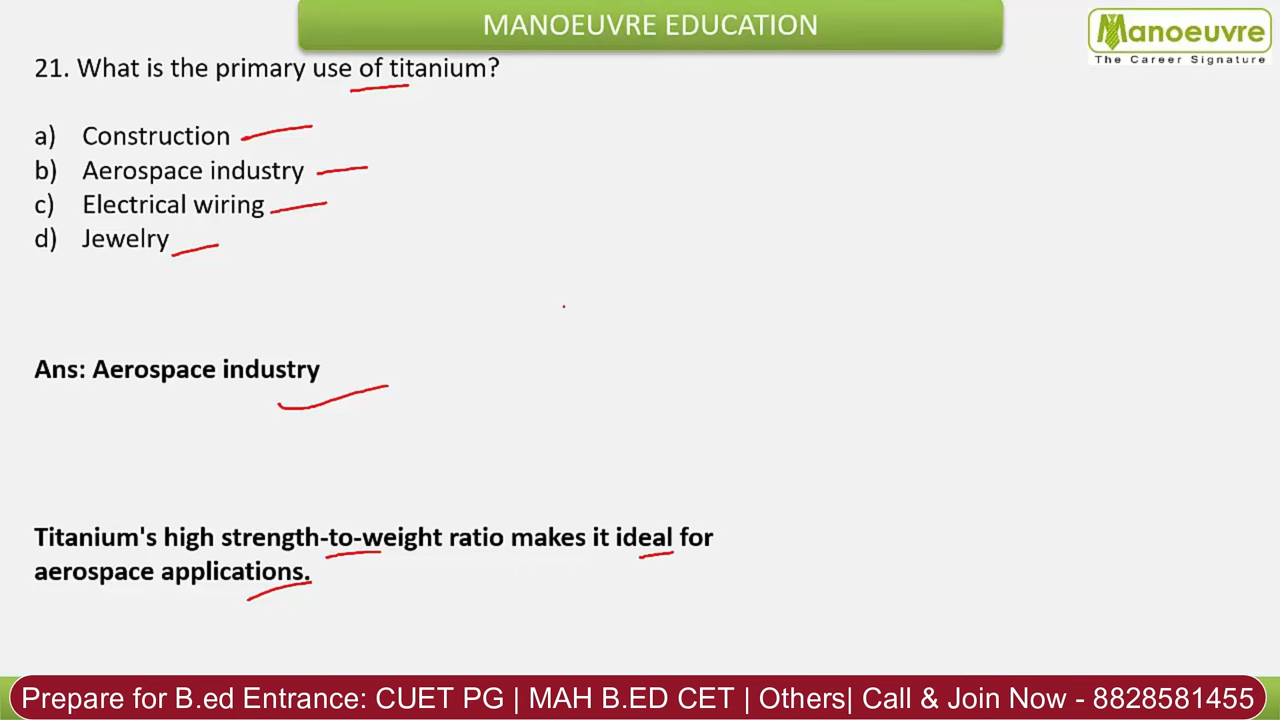 MANOEUVRE EDUCATION
Manoeuvre
The Career Signature
21. What is the primary use of titanium?
a) Construction
b) Aerospace industry
c) Electrical wiring
d) Jewelry
Ans: Aerospace industry
Titanium's high strength-to-weight ratio makes it ideal for
aerospace applications.
Prepare for B.ed Entrance: CUET PG | MAH B.ED CET | Others| Call & Join Now - 8828581455